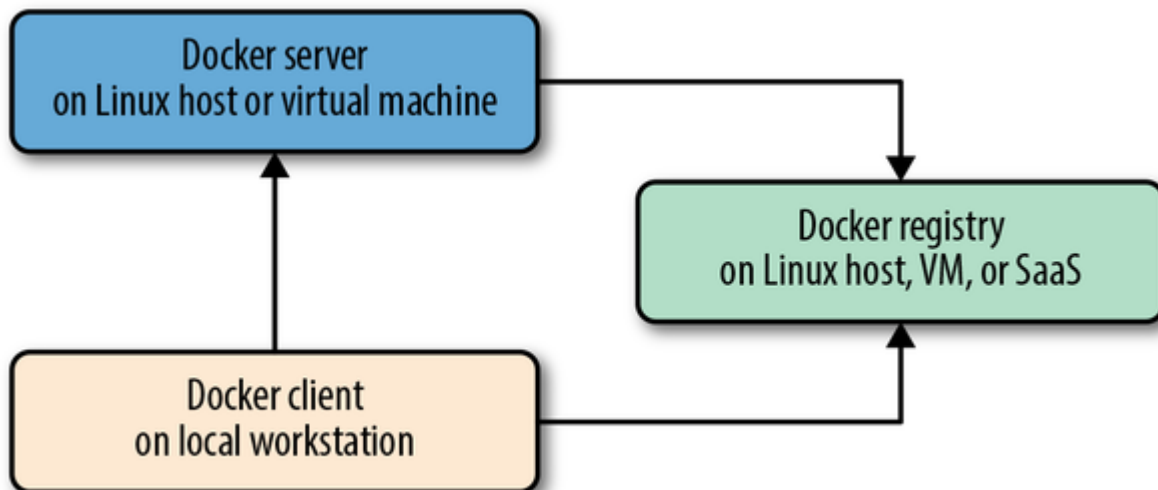 Docker server
on Linux host or virtual machine
Docker registry
on Linux host, VM, or SaaS
Docker client
on local workstation